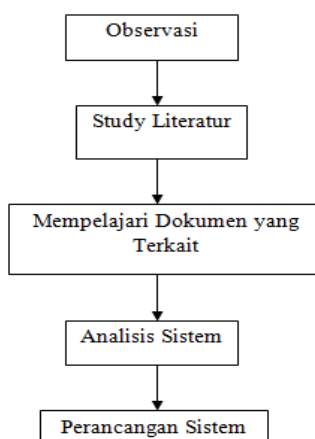 Observasi
Study Literatur
Mempelajari Dokumen yang
Terkait
Analisis Sistem
Perancangan Sistem